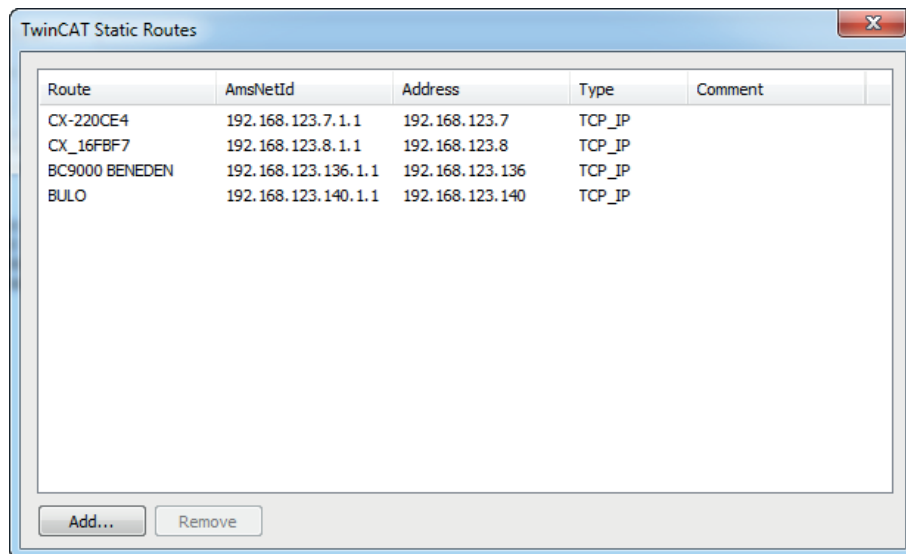 TwinCAT Static Routes
Route AmsNetId Address Type Comment
CX-220CE4 192.168.123.7.1.1 192.168.123.7 TCP_IP
CX_16FBF7 192.168.123.8.1.1 192.168.123.8 TCP_IP
BC9000 BENEDEN 192.168.123.136.1.1 192.168.123.136 TCP_IP
BULO 192.168.123.140.1.1 192.168.123.140 TCP_IP
Add... Remove